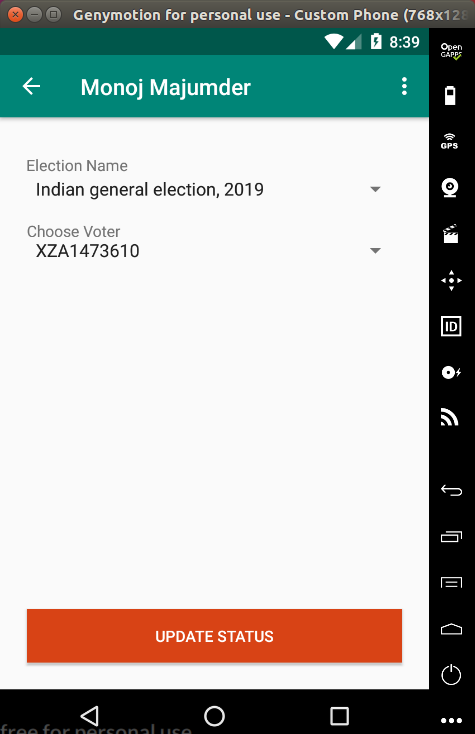 Genymotion for personal use - Custom Phone (768x128
8:39
Open
GAPPS
Monoj Majumder
GPS
Election Name
Indian general election, 2019
Choose Voter
XZA1473610
ID
UPDATE STATUS
free for personal use